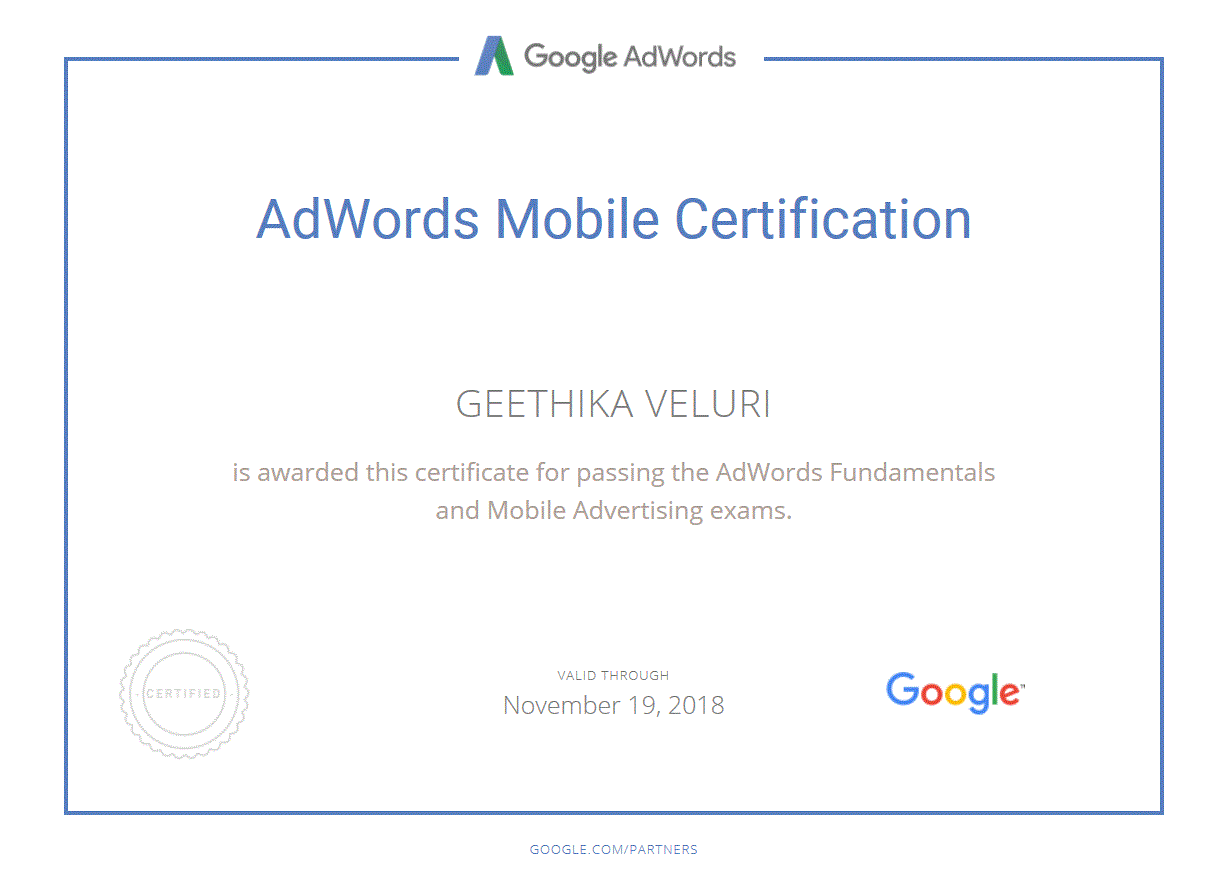 Google AdWords
AdWords Mobile Certification
GEETHIKA VELURI
is awarded this certificate for passing the AdWords Fundamentals
and Mobile Advertising exams.
CERTIFIED
VALID THROUGH
November 19, 2018
Google™
GOOGLE.COM/PARTNERS